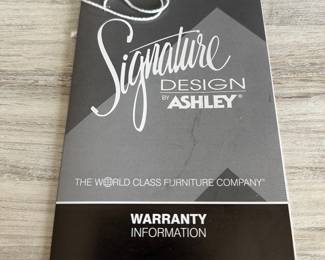 Signature
DESIGN
BY ASHLEY®
THE WORLD CLASS FURNITURE COMPANY®
WARRANTY
INFORMATION